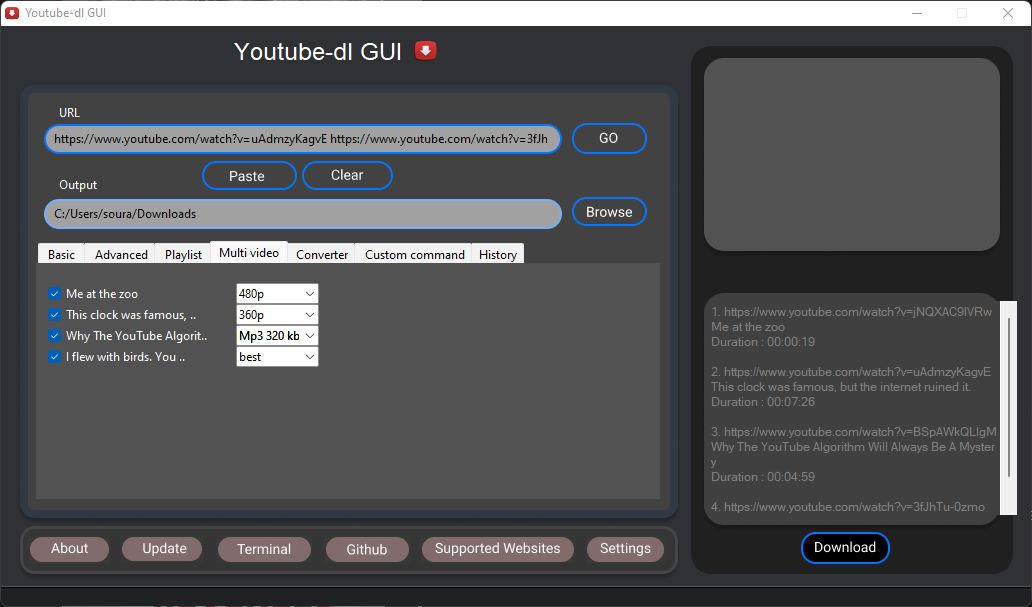 Youtube-dl GUI
Youtube-dl GUI
URL
https://www.youtube.com/watch?v=uAdmzyKagvE https://www.youtube.com/watch?v=3fJh
GO
Paste
Clear
Output
C:/Users/soura/Downloads
Browse
Basic
Advanced
Playlist
Multi video
Converter
Custom command
History
Me at the zoo
480p
This clock was famous, ..
360p
Why The YouTube Algorit..
Mp3 320 kb
I flew with birds. You ..
best
About
Update
Terminal
Github
Supported Websites
Settings
1. https://www.youtube.com/watch?v=jNQXAC9IVRw
Me at the zoo
Duration : 00:00:19
2. https://www.youtube.com/watch?v=uAdmzyKagvE
This clock was famous, but the internet ruined it.
Duration : 00:07:26
3. https://www.youtube.com/watch?v=BSpAWkQLlgM
Why The YouTube Algorithm Will Always Be A Myster
y
Duration : 00:04:59
4. https://www.youtube.com/watch?v=3fJhTu-0zmo
Download